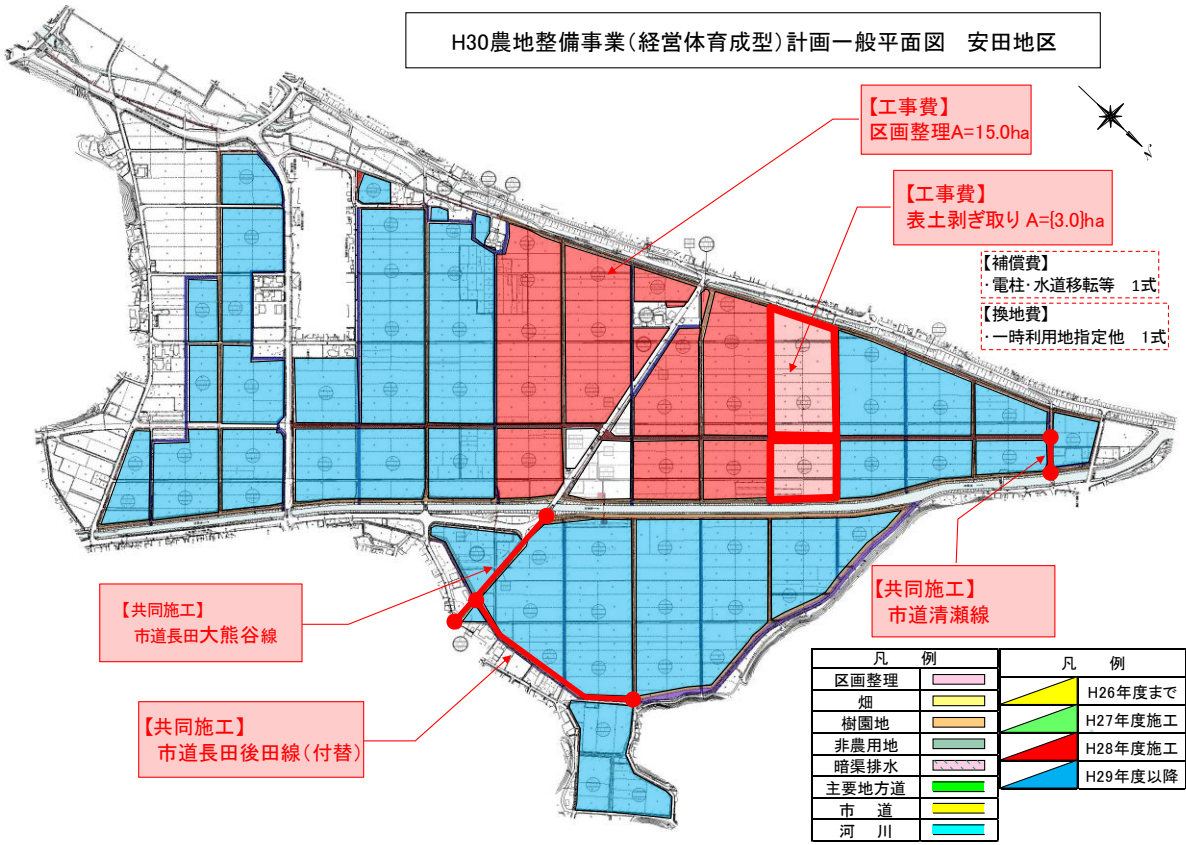 H30農地整備事業(経営体育成型)計画一般平面図 安田地区
【工事費】
区画整理A=15.0ha
N
【工事費】
表土剥ぎ取り A={3.0}ha
【補償費】
・電柱・水道移転等 1式
【換地費】
・一時利用地指定他 1式
【共同施工】
市道長田大熊谷線
【共同施工】
市道清瀬線
【共同施工】
市道長田後田線(付替)
凡 例
区画整理
畑
樹園地
非農用地
暗渠排水
主要地方道
市 道
河 川
凡 例
H26年度まで
H27年度施工
H28年度施工
H29年度以降